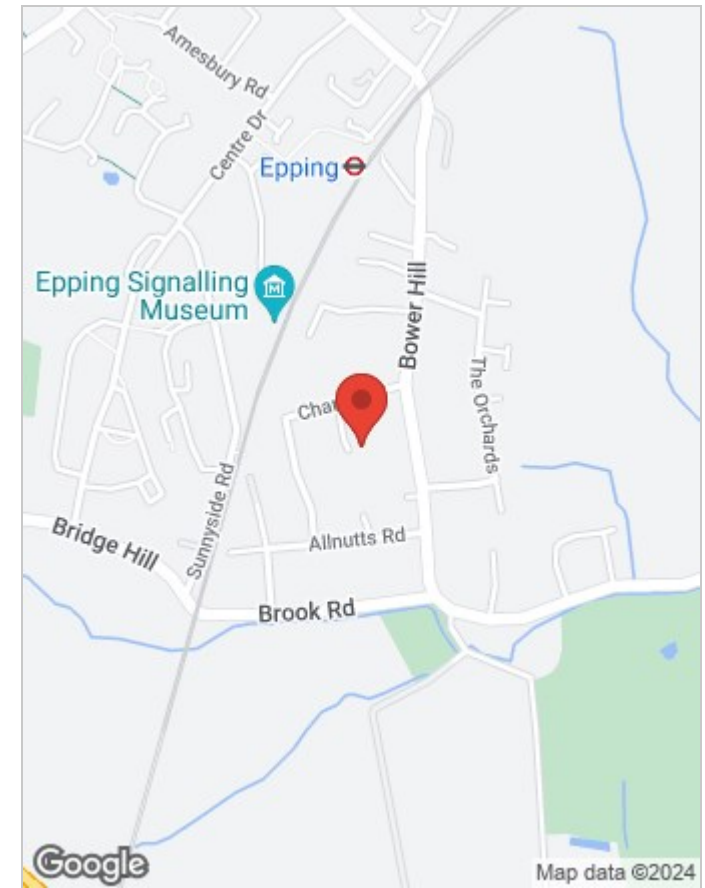 Amesbury Rd
Centre Dr
Epping
Epping Signalling
Museum
Bower Hill
The Orchards
Sunnyside Rd
Bridge Hill
Allnutts Rd
Brook Rd
Google
Map data ©2024